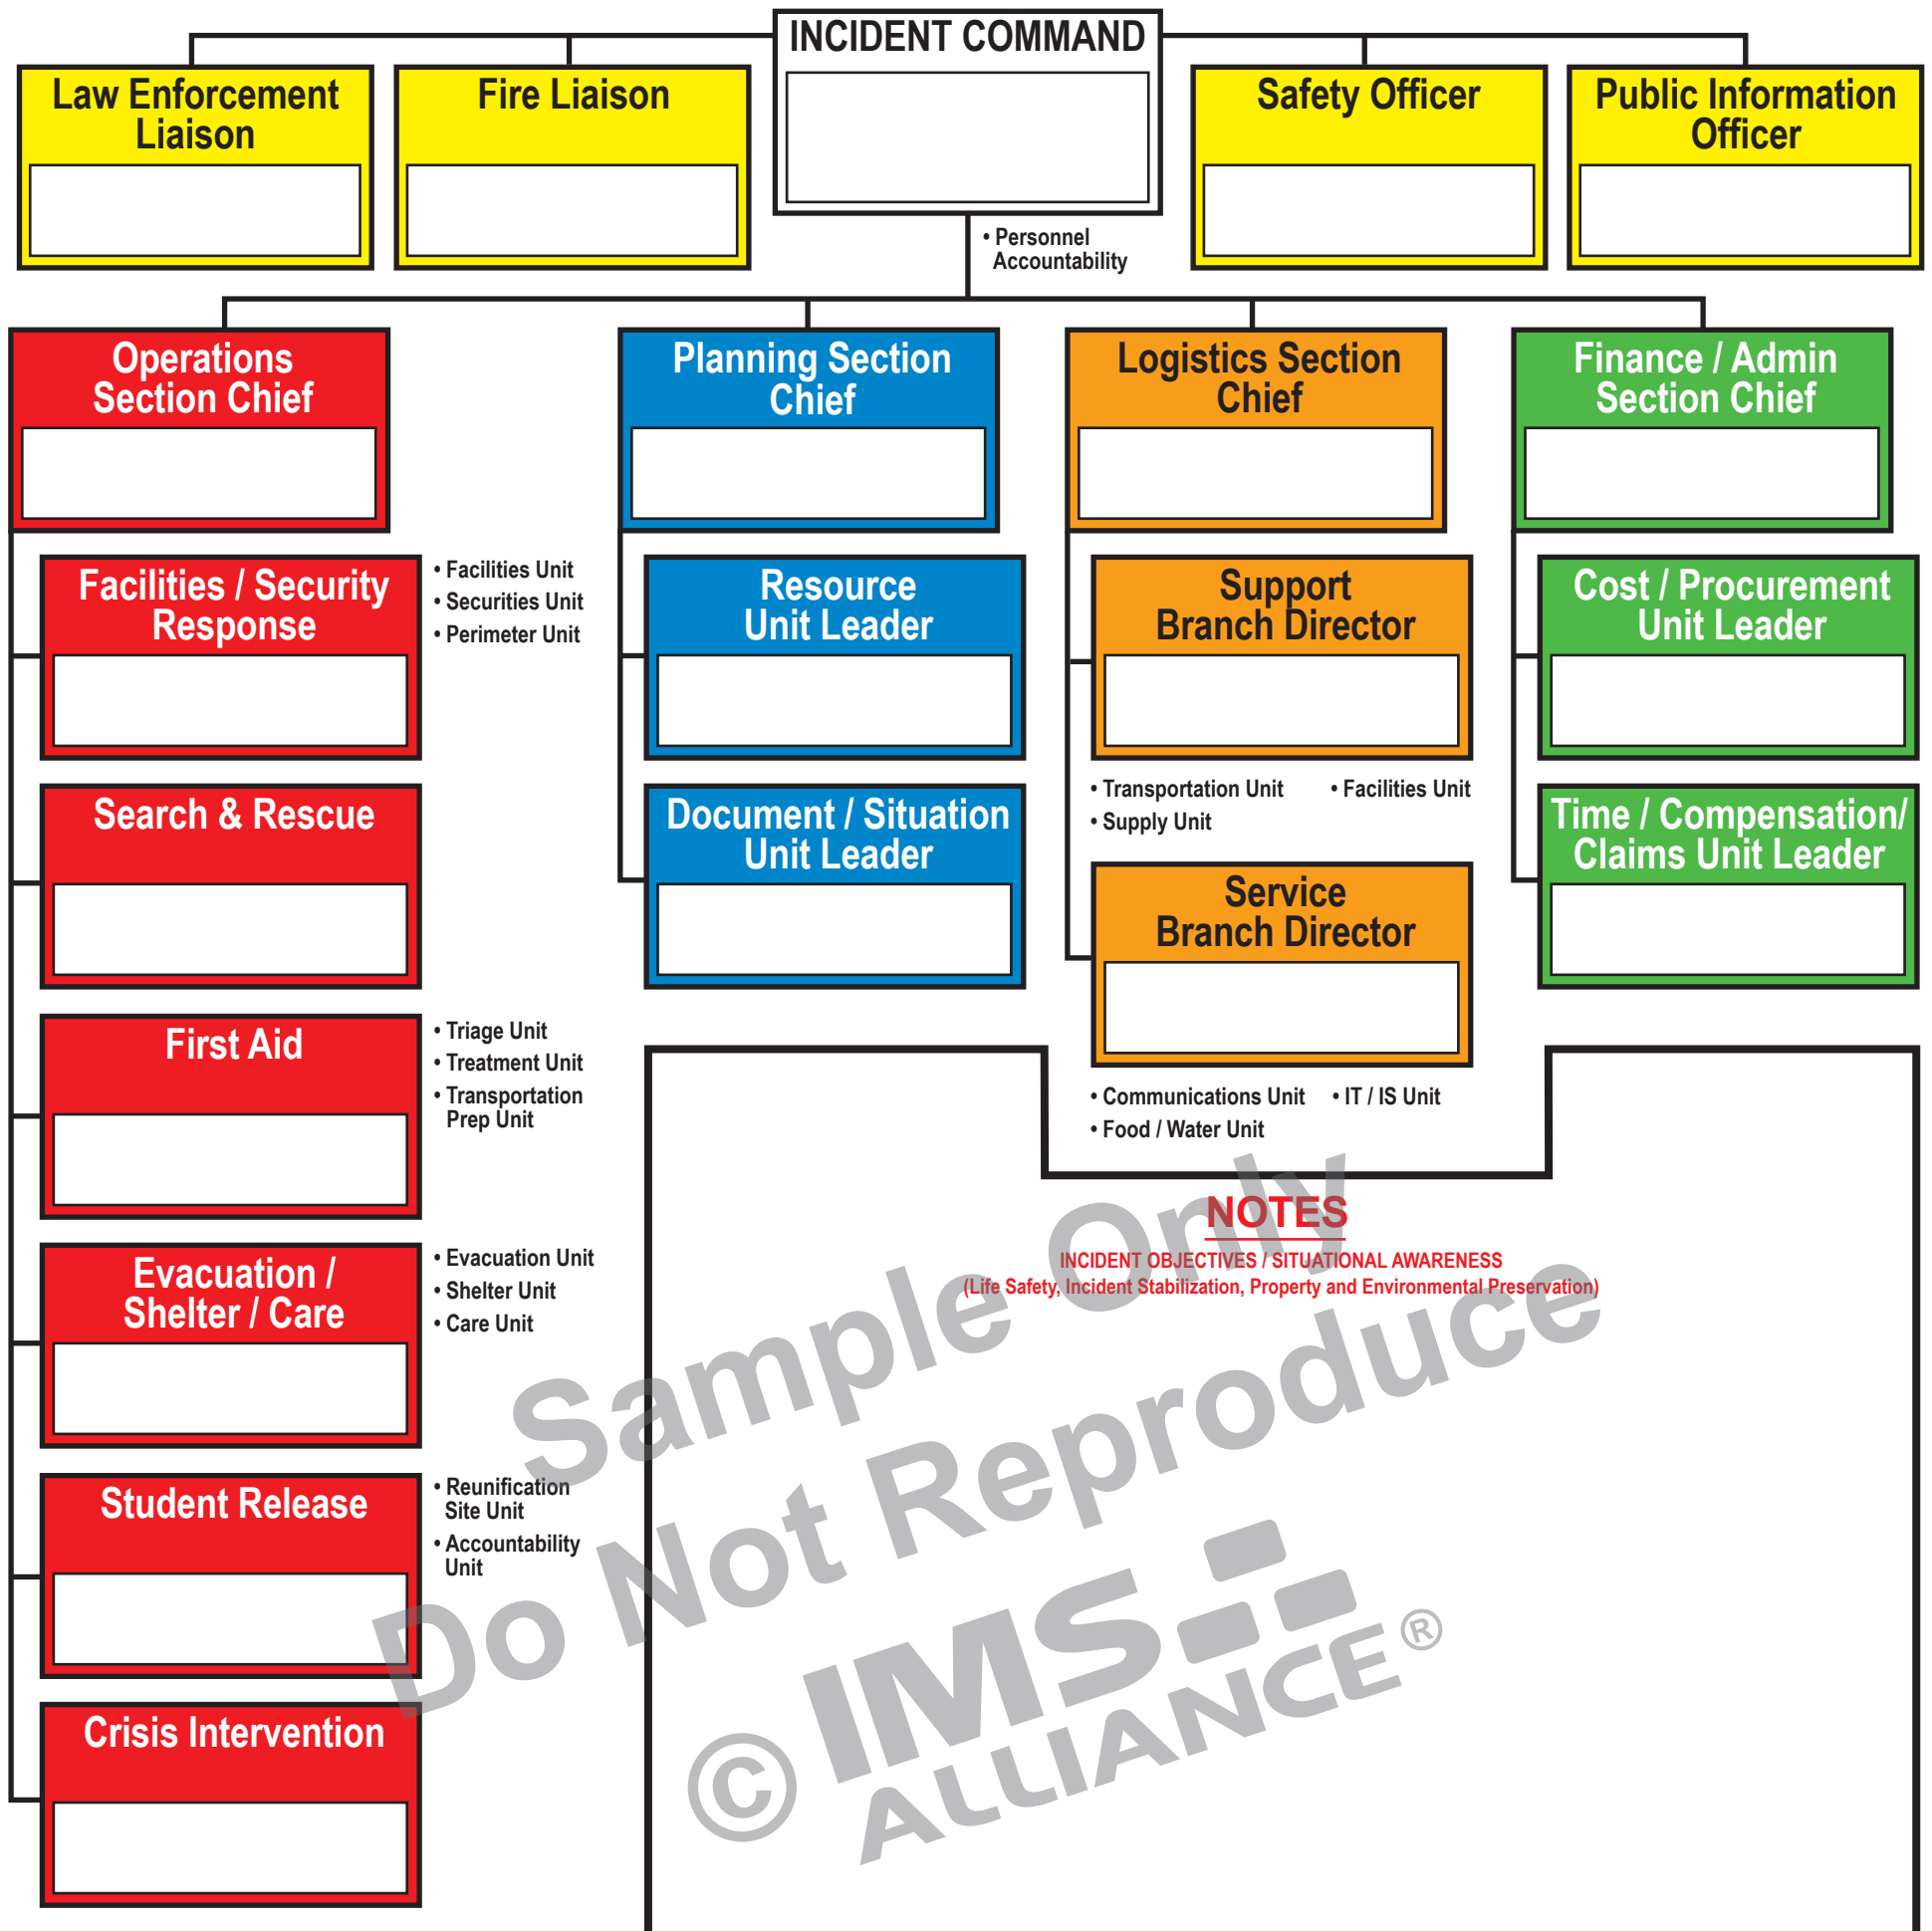 INCIDENT COMMAND
Law Enforcement
Liaison
Fire Liaison
Safety Officer
Public Information
Officer
• Personnel
Accountability
Operations
Section Chief
Planning Section
Chief
Logistics Section
Chief
Finance / Admin
Section Chief
Facilities / Security
Response
• Facilities Unit
• Securities Unit
• Perimeter Unit
Search & Rescue
First Aid
• Triage Unit
• Treatment Unit
• Transportation
Prep Unit
Evacuation /
Shelter / Care
• Evacuation Unit
• Shelter Unit
• Care Unit
Student Release
• Reunification
Site Unit
• Accountability
Unit
Crisis Intervention
Resource
Unit Leader
Document / Situation
Unit Leader
Support
Branch Director
• Transportation Unit • Facilities Unit
• Supply Unit
Service
Branch Director
• Communications Unit • IT / IS Unit
• Food / Water Unit
Cost / Procurement
Unit Leader
Time / Compensation/
Claims Unit Leader
NOTES
INCIDENT OBJECTIVES / SITUATIONAL AWARENESS
(Life Safety, Incident Stabilization, Property and Environmental Preservation)
Sample Only
Do Not Reproduce
© IMS
ALLIANCE®